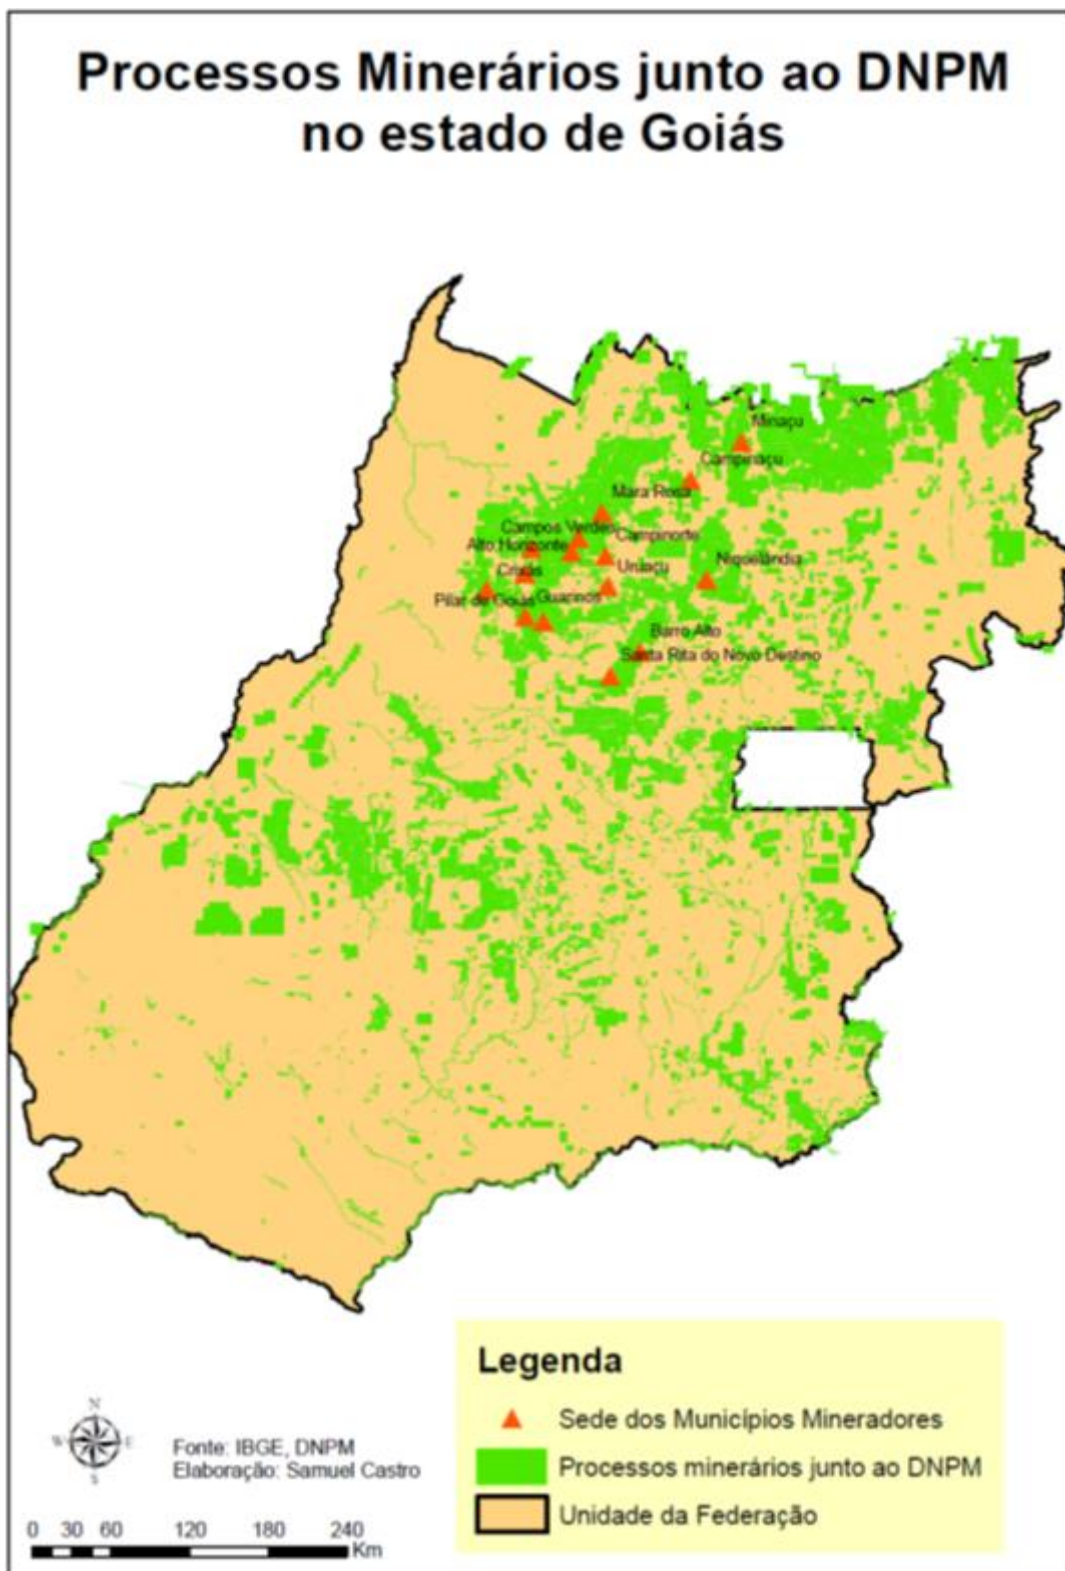 Processos Minerários junto ao DNPM
no estado de Goiás
Minaçu
Campinaçu
Mara Rosa
Campos Verdes
Campinorte
Alto Horizonte
Uruaçu
Niquelândia
Crixás
Pilar de Goiás
Guarinos
Barro Alto
Santa Rita do Novo Destino
Legenda
Sede dos Municípios Mineradores
Processos minerários junto ao DNPM
Unidade da Federação
N
W
E
S
Fonte: IBGE, DNPM
Elaboração: Samuel Castro
0 30 60 120 180 240
Km